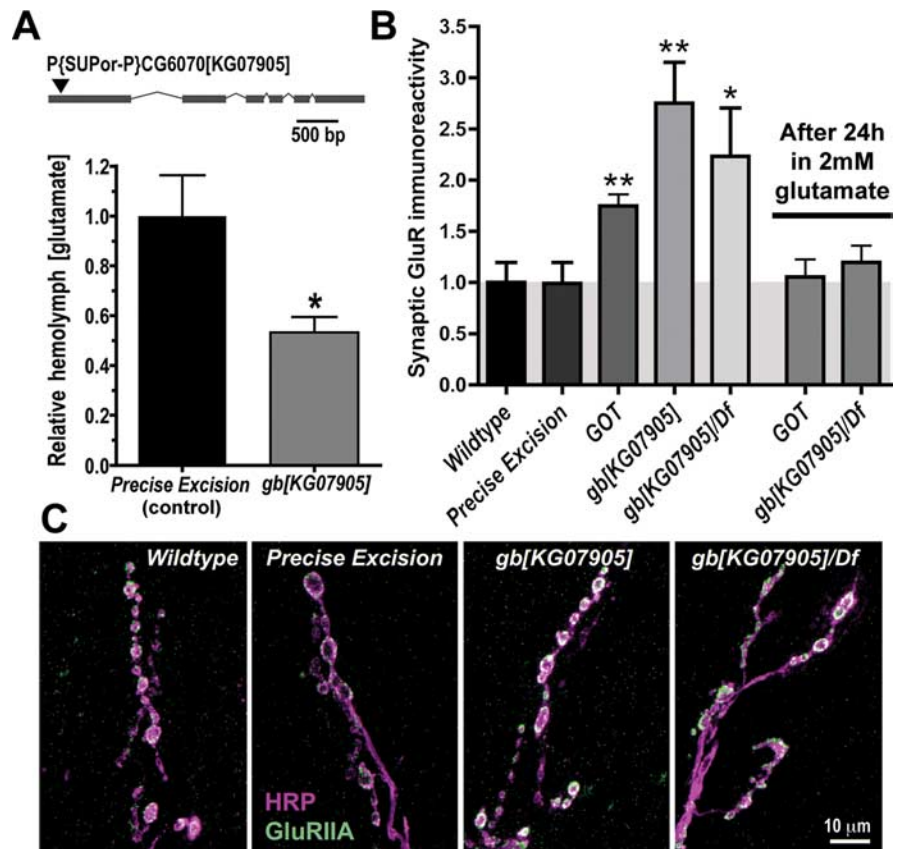 A
P{SUPor-P}CG6070[KG07905]
500 bp
Relative hemolymph [glutamate]
1.2
1.0
0.8
0.6
0.4
0.2
0.0
*
Precise Excision
(control)
gb[KG07905]
B
Synaptic GluR immunoreactivity
3.5
3.0
2.5
2.0
1.5
1.0
0.5
0.0
**
**
*
After 24h
in 2mM
glutamate
Wildtype
Precise Excision
GOT
gb[KG07905]
gb[KG07905]/Df
GOT
gb[KG07905]/Df
C
Wildtype
Precise Excision
gb[KG07905]
gb[KG07905]/Df
HRP
GluRIIA
10 μm